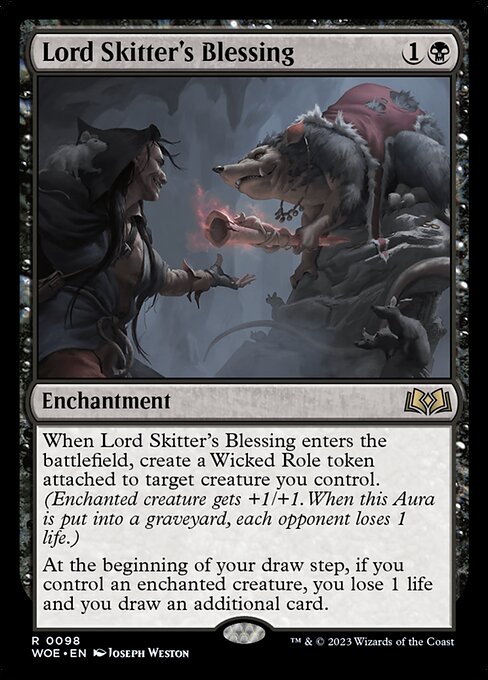 Lord Skitter's Blessing 1
Enchantment
When Lord Skitter's Blessing enters the
battlefield, create a Wicked Role token
attached to target creature you control.
(Enchanted creature gets +1/+1. When this Aura
is put into a graveyard, each opponent loses 1
life.)
At the beginning of your draw step, if you
control an enchanted creature, you lose 1 life
and you draw an additional card.
R 0098
WOE • EN Joseph Weston
™ & © 2023 Wizards of the Coast